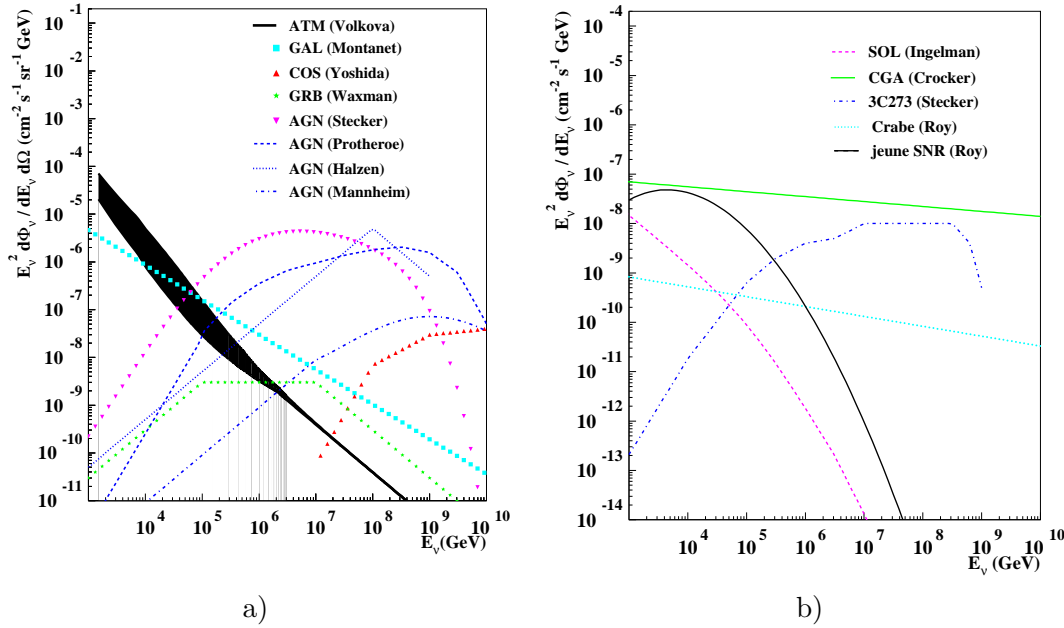 E_ν^2 dΦ_ν / dE_ν dΩ (cm^-2 s^-1 sr^-1 GeV)
10^-1
1
10^-1
10^-2
10^-3
10^-4
10^-5
10^-6
10^-7
10^-8
10^-9
10^-10
10^-11
ATM (Volkova)
GAL (Montanet)
COS (Yoshida)
GRB (Waxman)
AGN (Stecker)
AGN (Protheroe)
AGN (Halzen)
AGN (Mannheim)
10^4 10^5 10^6 10^7 10^8 10^9 10^10
E_ν(GeV)
a)
E_ν^2 dΦ_ν / dE_ν (cm^-2 s^-1 GeV)
10^-4
10^-5
10^-6
10^-7
10^-8
10^-9
10^-10
10^-11
10^-12
10^-13
10^-14
SOL (Ingelman)
CGA (Crocker)
3C273 (Stecker)
Crabe (Roy)
jeune SNR (Roy)
10^4 10^5 10^6 10^7 10^8 10^9 10^10
E_ν (GeV)
b)